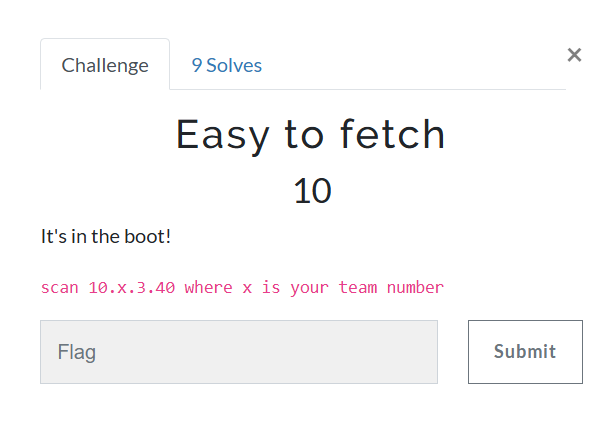 Challenge
9 Solves
×
Easy to fetch
10
It's in the boot!
scan 10.x.3.40 where x is your team number
Flag
Submit